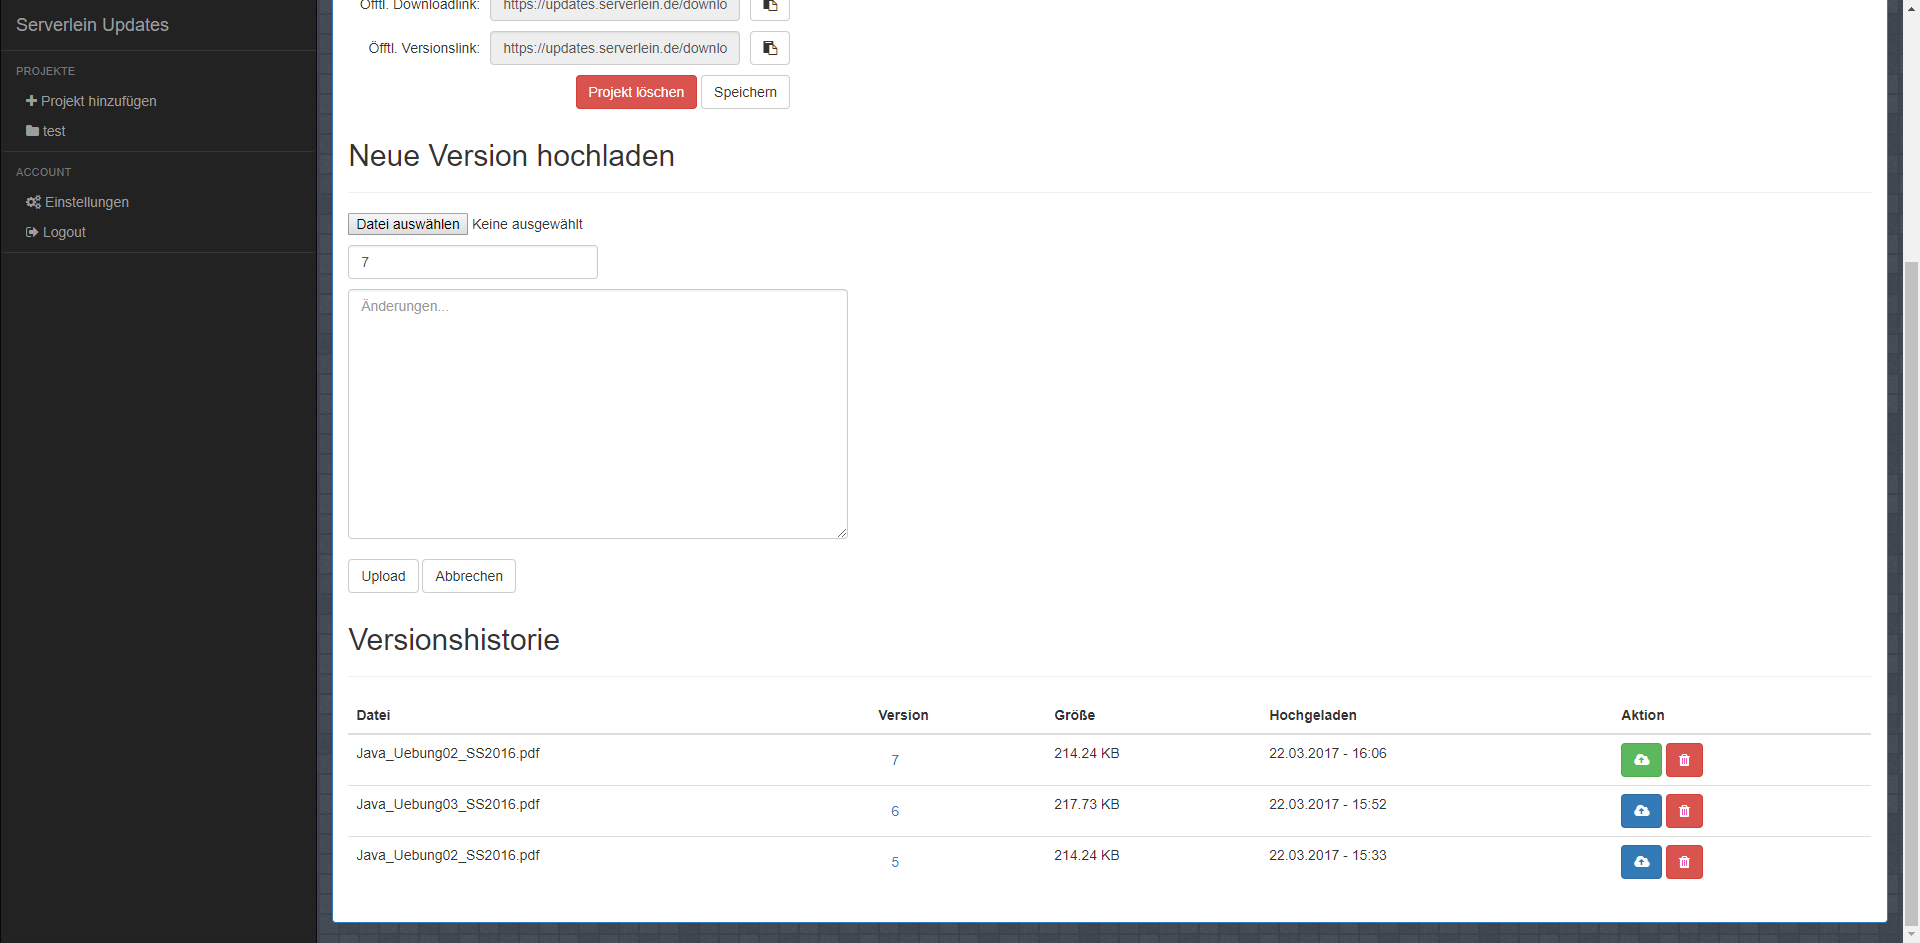 Serverlein Updates
PROJEKTE
Projekt hinzufügen
test
ACCOUNT
Einstellungen
Logout
Öfftl. Downloadlink: https://updates.serverlein.de/downlo
Öfftl. Versionslink: https://updates.serverlein.de/downlo
Projekt löschen Speichern
Neue Version hochladen
Datei auswählen Keine ausgewählt
7
Änderungen...
Upload Abbrechen
Versionshistorie
Datei Version Größe Hochgeladen Aktion
Java_Uebung02_SS2016.pdf 7 214.24 KB 22.03.2017 - 16:06
Java_Uebung03_SS2016.pdf 6 217.73 KB 22.03.2017 - 15:52
Java_Uebung02_SS2016.pdf 5 214.24 KB 22.03.2017 - 15:33